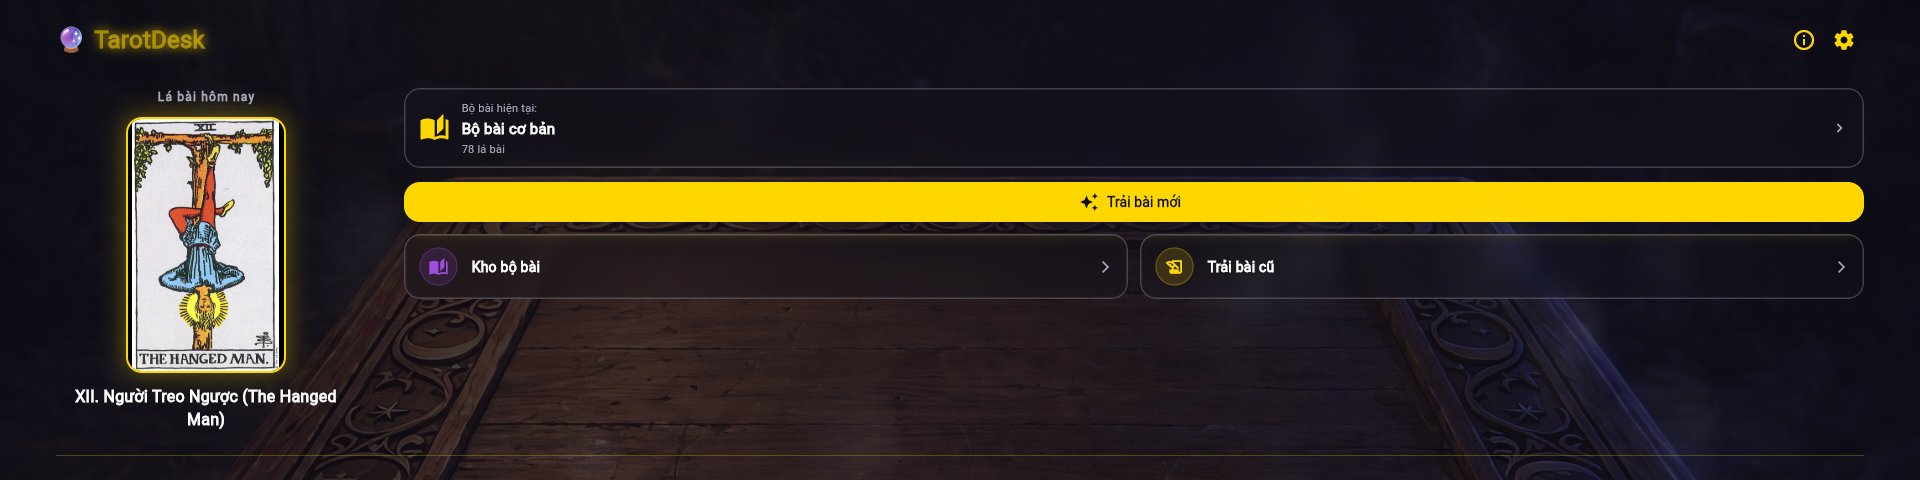 TarotDesk
Lá bài hôm nay
XII
THE HANGED MAN.
XII. Người Treo Ngược (The Hanged
Man)
Bộ bài hiện tại:
Bộ bài cơ bản
78 lá bài
Trải bài mới
Kho bộ bài
Trải bài cũ